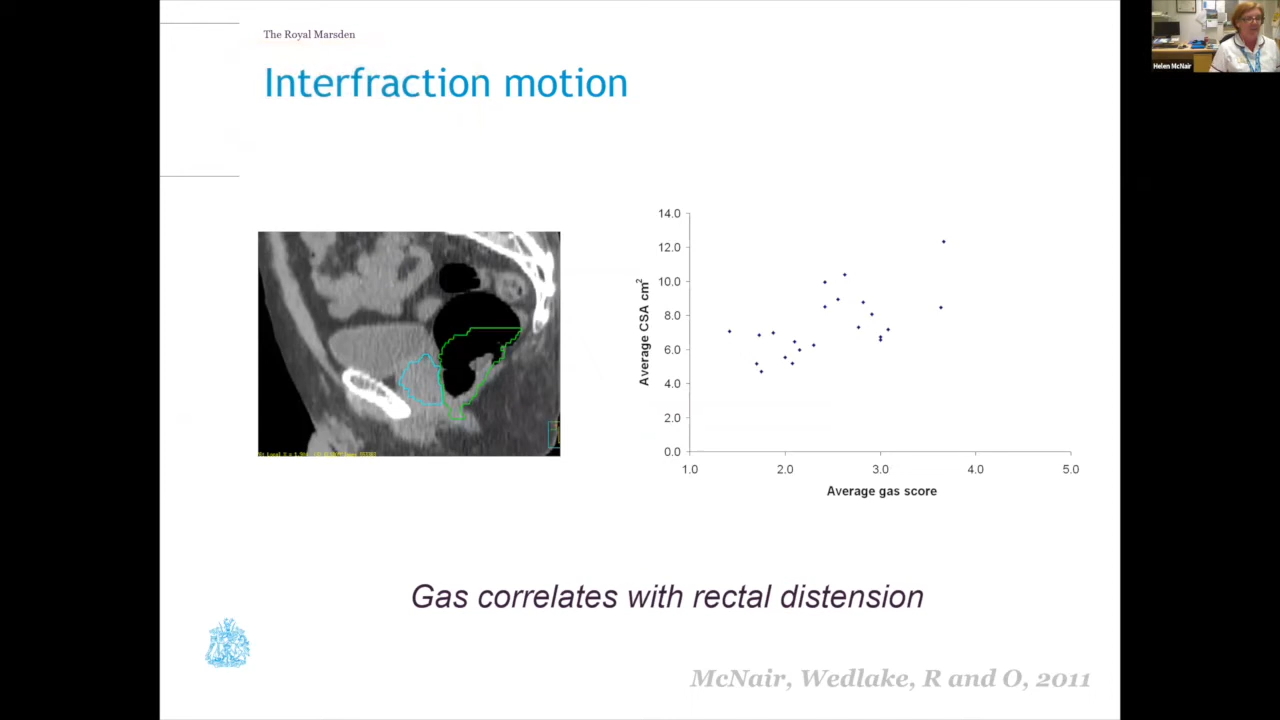 The Royal Marsden
Interfraction motion
Helen McNair
14.0
12.0
10.0
8.0
6.0
4.0
2.0
0.0
Average CSA cm²
1.0 2.0 3.0 4.0 5.0
Average gas score
Gas correlates with rectal distension
McNair, Wedlake, R and O, 2011